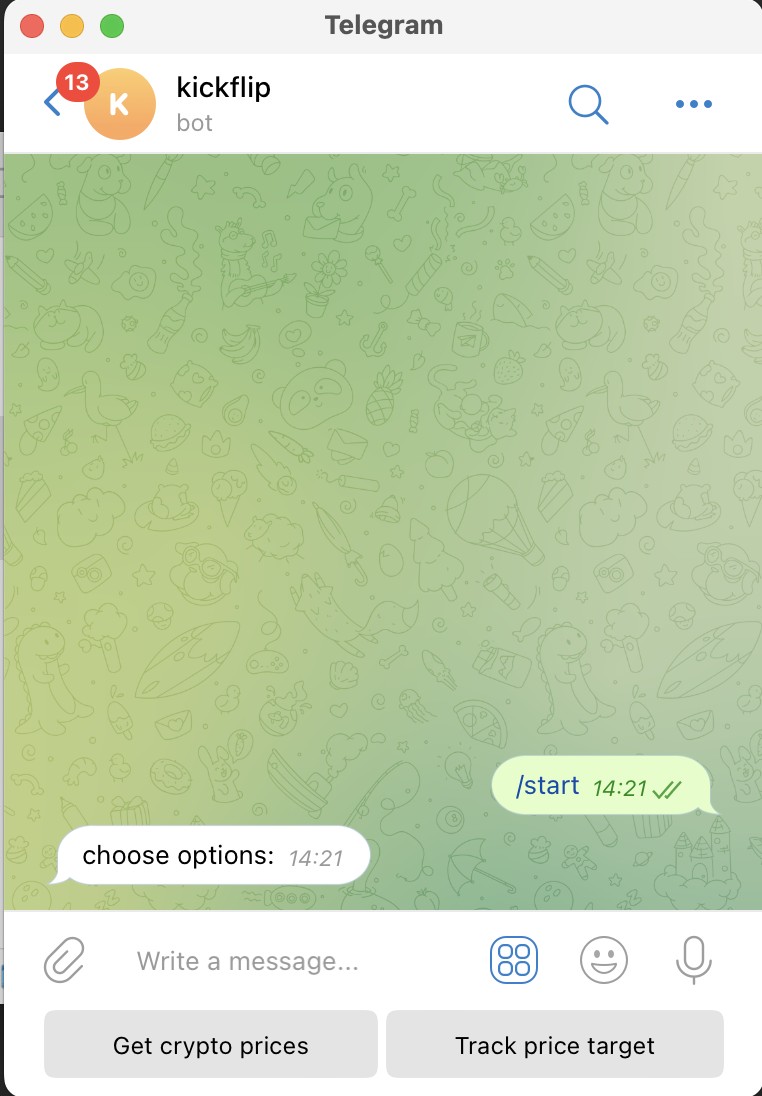 Telegram
13
K
kickflip
bot
/start 14:21
choose options: 14:21
Write a message...
Get crypto prices
Track price target